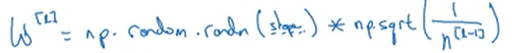 W^[l] = np.random.randn(shape) * np.sqrt(1/n^[l-1])